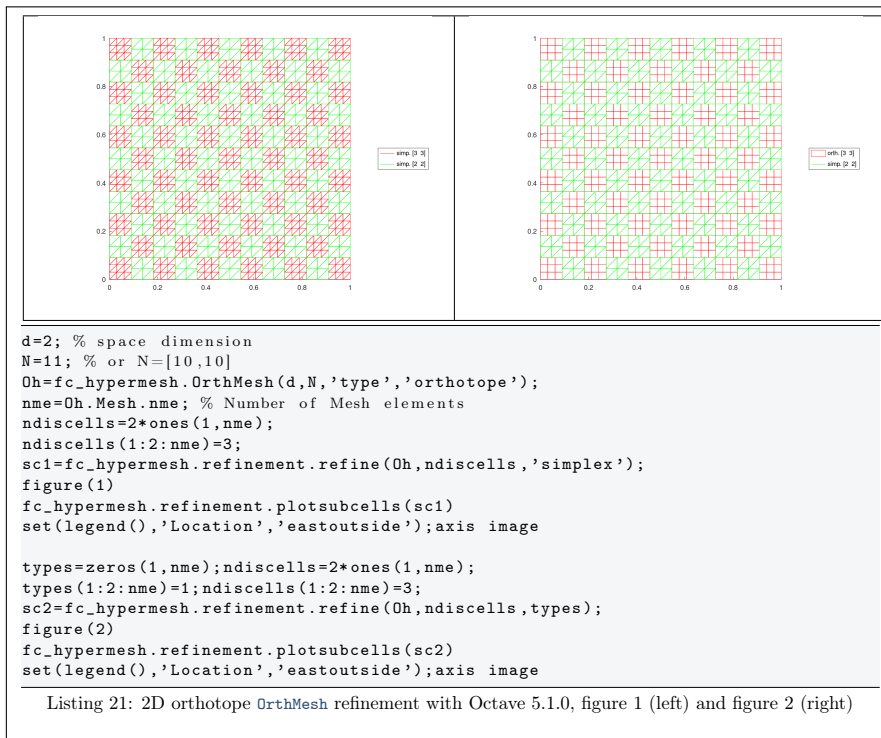 1
0.8
0.6
0.4
0.2
0
0 0.2 0.4 0.6 0.8 1
simp. [3 3]
simp. [2 2]
1
0.8
0.6
0.4
0.2
0
0 0.2 0.4 0.6 0.8 1
orth. [3 3]
simp. [2 2]
d=2; % space dimension
N=11; % or N=[10,10]
Oh=fc_hypermesh.OrthMesh(d,N,'type','orthotope');
nme=Oh.Mesh.nme; % Number of Mesh elements
ndiscells=2*ones(1,nme);
ndiscells(1:2:nme)=3;
sc1=fc_hypermesh.refinement.refine(Oh,ndiscells,'simplex');
figure(1)
fc_hypermesh.refinement.plotsubcells(sc1)
set(legend(),'Location','eastoutside');axis image
types=zeros(1,nme);ndiscells=2*ones(1,nme);
types(1:2:nme)=1;ndiscells(1:2:nme)=3;
sc2=fc_hypermesh.refinement.refine(Oh,ndiscells,types);
figure(2)
fc_hypermesh.refinement.plotsubcells(sc2)
set(legend(),'Location','eastoutside');axis image
Listing 21: 2D orthotope OrthMesh refinement with Octave 5.1.0, figure 1 (left) and figure 2 (right)